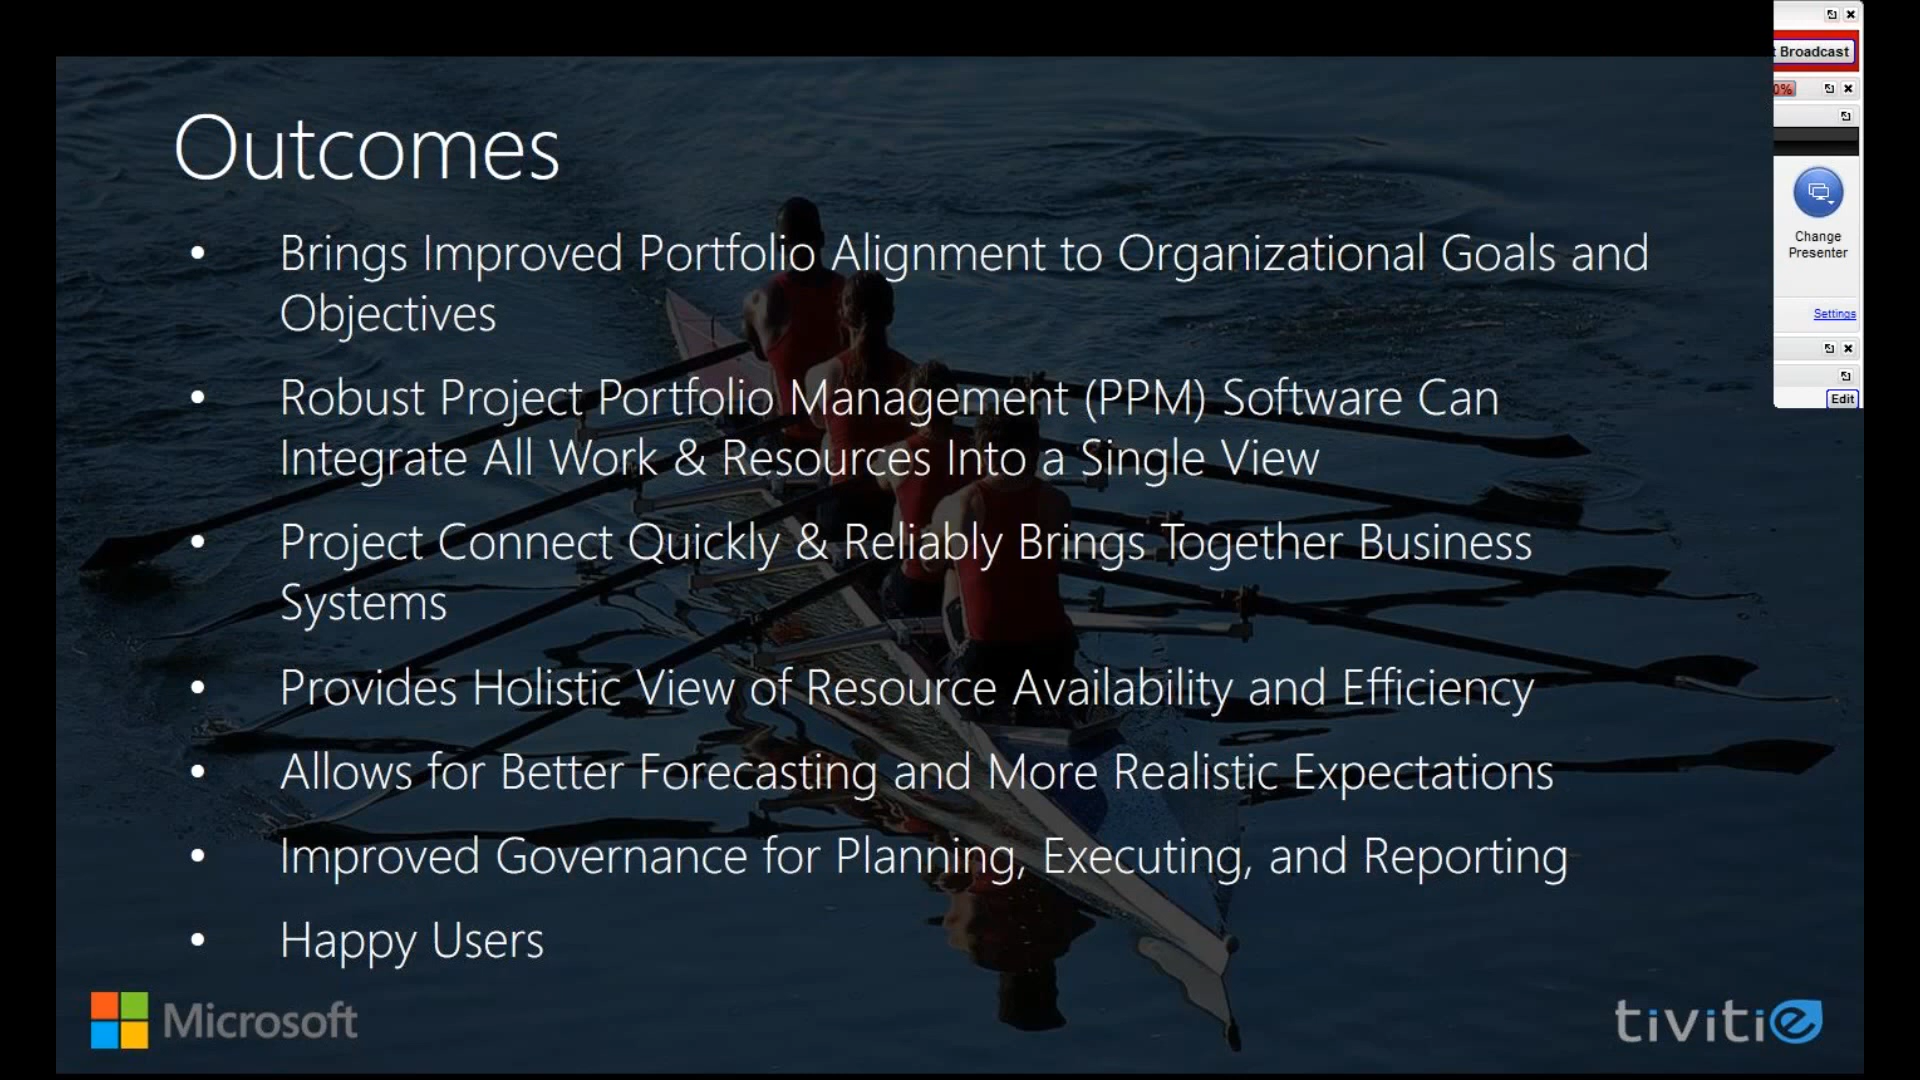 Outcomes
• Brings Improved Portfolio Alignment to Organizational Goals and
Objectives
• Robust Project Portfolio Management (PPM) Software Can
Integrate All Work & Resources Into a Single View
• Project Connect Quickly & Reliably Brings Together Business
Systems
• Provides Holistic View of Resource Availability and Efficiency
• Allows for Better Forecasting and More Realistic Expectations
• Improved Governance for Planning, Executing, and Reporting
• Happy Users
Microsoft
tivitie
t Broadcast
0%
Change
Presenter
Settings
Edit